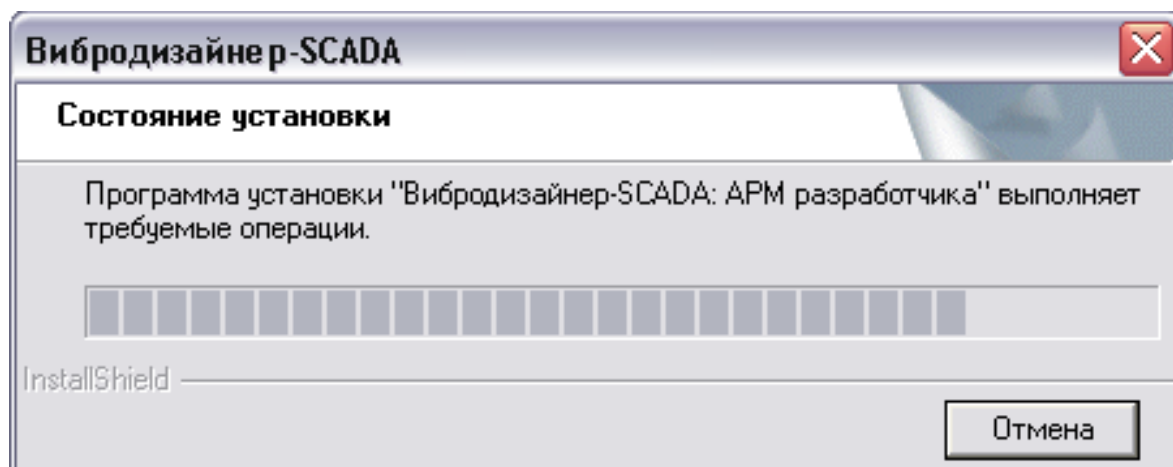 Вибродизайнер-SCADA
Состояние установки
Программа установки "Вибродизайнер-SCADA: АРМ разработчика" выполняет
требуемые операции.
InstallShield
Отмена